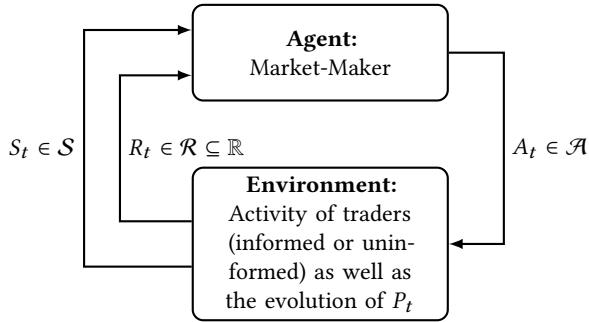 Agent:
Market-Maker
S_t ∈ 𝒮
R_t ∈ ℛ ⊆ ℝ
A_t ∈ 𝒜
Environment:
Activity of traders
(informed or unin-
formed) as well as
the evolution of P_t